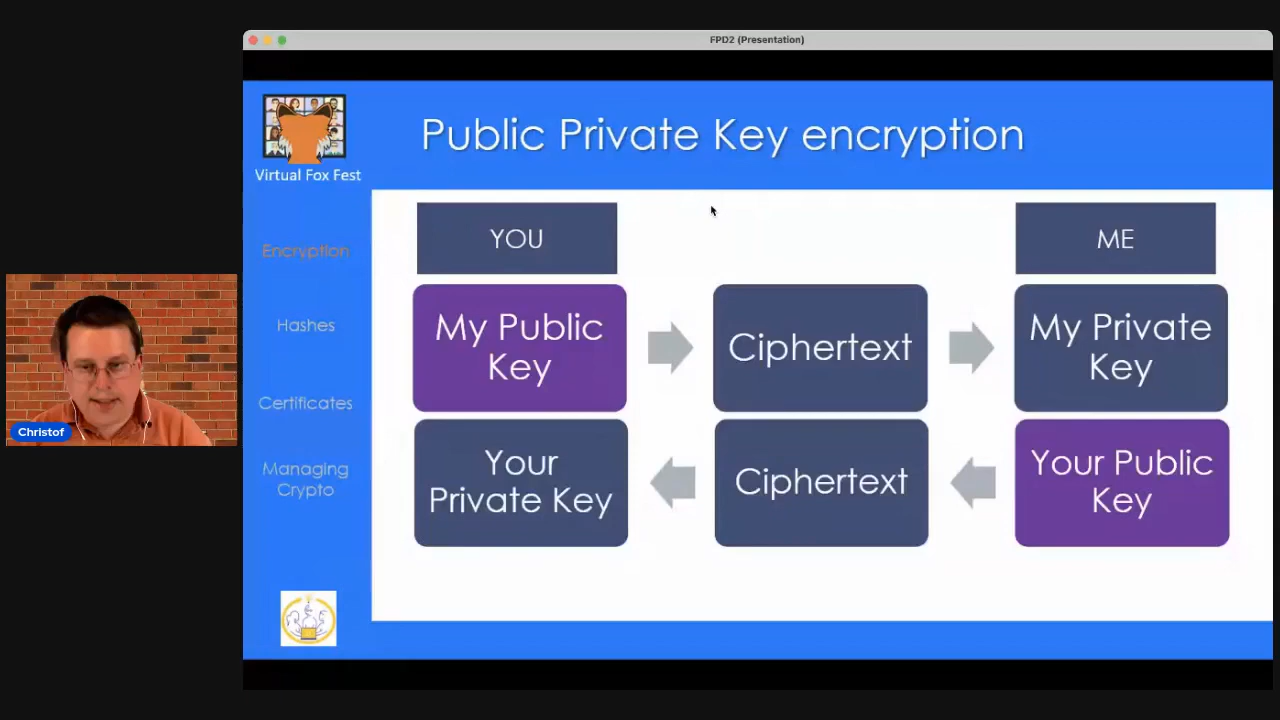 FPD2 (Presentation)
Virtual Fox Fest
Public Private Key encryption
Encryption
Hashes
Certificates
Managing
Crypto
YOU
ME
My Public
Key
Ciphertext
My Private
Key
Your
Private Key
Ciphertext
Your Public
Key
Christof